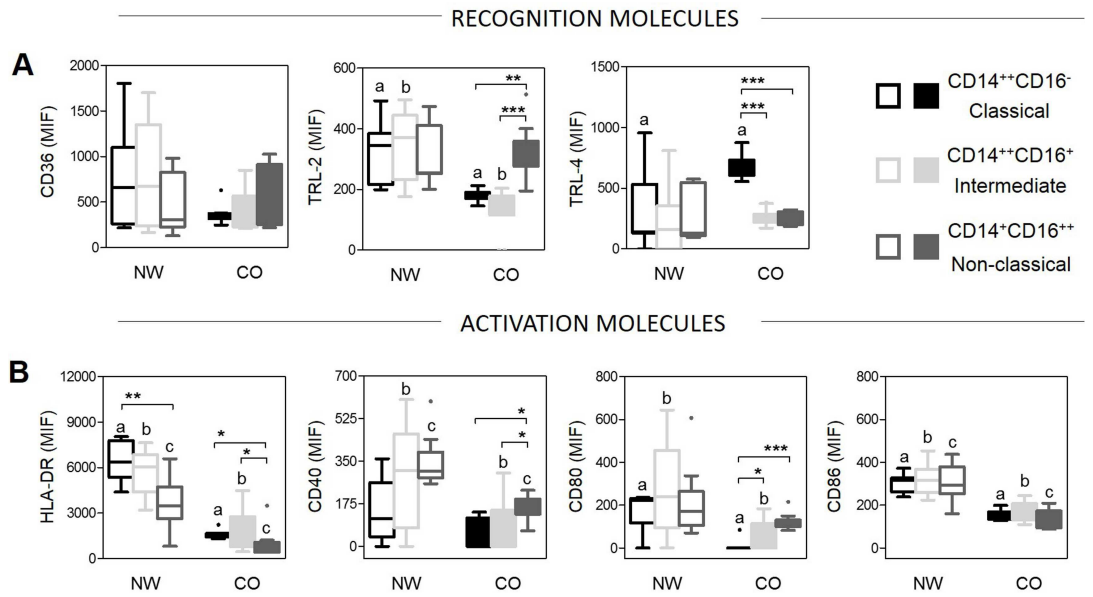 RECOGNITION MOLECULES
A
CD36 (MIF)
2000
1500
1000
500
0
NW
CO
TRL-2 (MIF)
600
400
200
0
a
b
a
b
**
***
NW
CO
TRL-4 (MIF)
1500
1000
500
0
a
a
***
***
NW
CO
CD14++CD16-
Classical
CD14++CD16+
Intermediate
CD14+CD16++
Non-classical
ACTIVATION MOLECULES
B
HLA-DR (MIF)
12000
9000
6000
3000
0
**
a
b
c
*
*
a
b
c
NW
CO
CD40 (MIF)
700
525
350
175
0
b
c
*
*
b
c
NW
CO
CD80 (MIF)
800
600
400
200
0
a
b
***
*
a
b
NW
CO
CD86 (MIF)
800
600
400
200
0
a
b
c
a
b
c
NW
CO